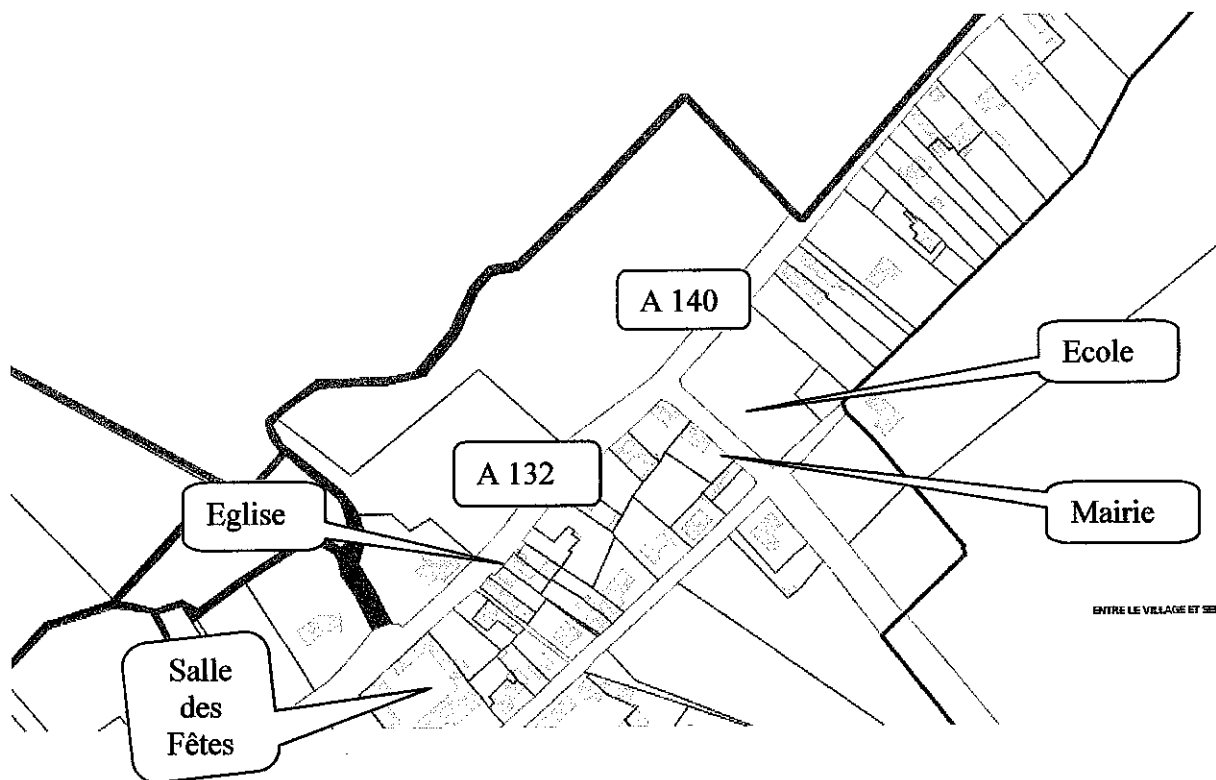 A 140
Ecole
A 132
Eglise
Mairie
ENTRE LE VILLAGE ET SE
Salle
des
Fêtes